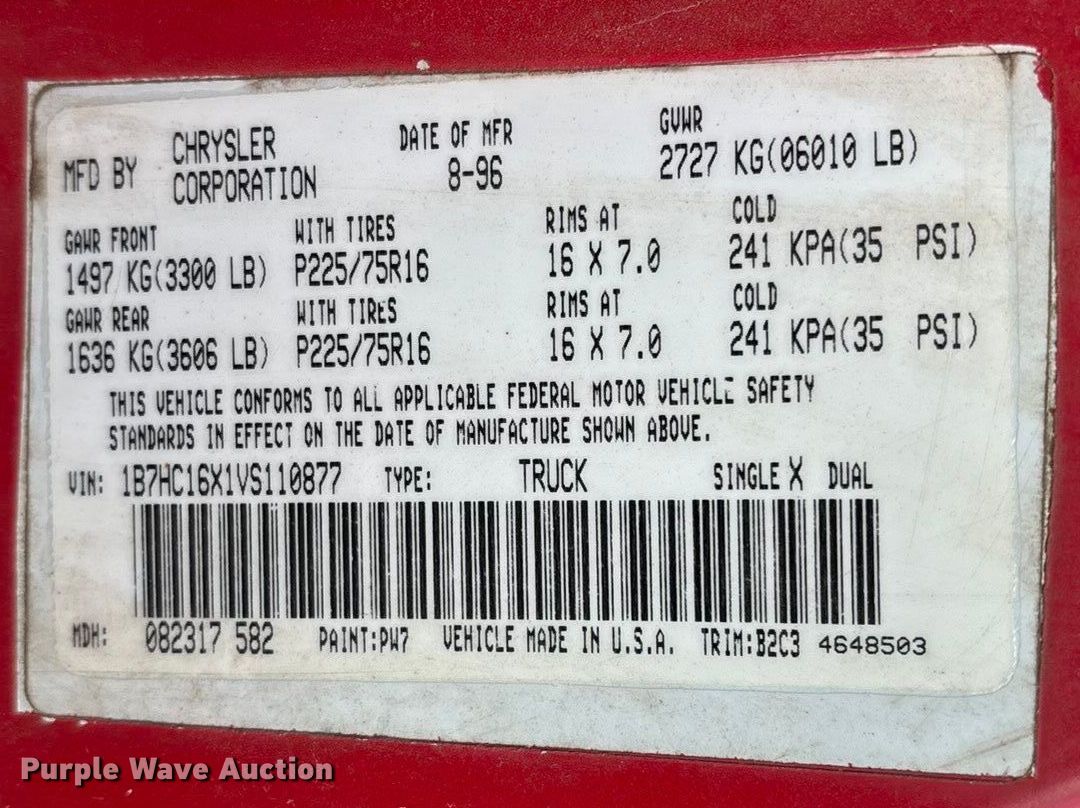 MFD BY CHRYSLER CORPORATION DATE OF MFR 8-96 GVWR 2727 KG(06010 LB)
GAWR FRONT WITH TIRES RIMS AT COLD
1497 KG(3300 LB) P225/75R16 16 X 7.0 241 KPA(35 PSI)
GAWR REAR WITH TIRES RIMS AT COLD
1636 KG(3606 LB) P225/75R16 16 X 7.0 241 KPA(35 PSI)
THIS VEHICLE CONFORMS TO ALL APPLICABLE FEDERAL MOTOR VEHICLE SAFETY
STANDARDS IN EFFECT ON THE DATE OF MANUFACTURE SHOWN ABOVE.
VIN: 1B7HC16X1VS110877 TYPE: TRUCK SINGLE X DUAL
MDH: 082317 582 PAINT:PW7 VEHICLE MADE IN U.S.A. TRIM:B2C3 4648503
Purple Wave Auction